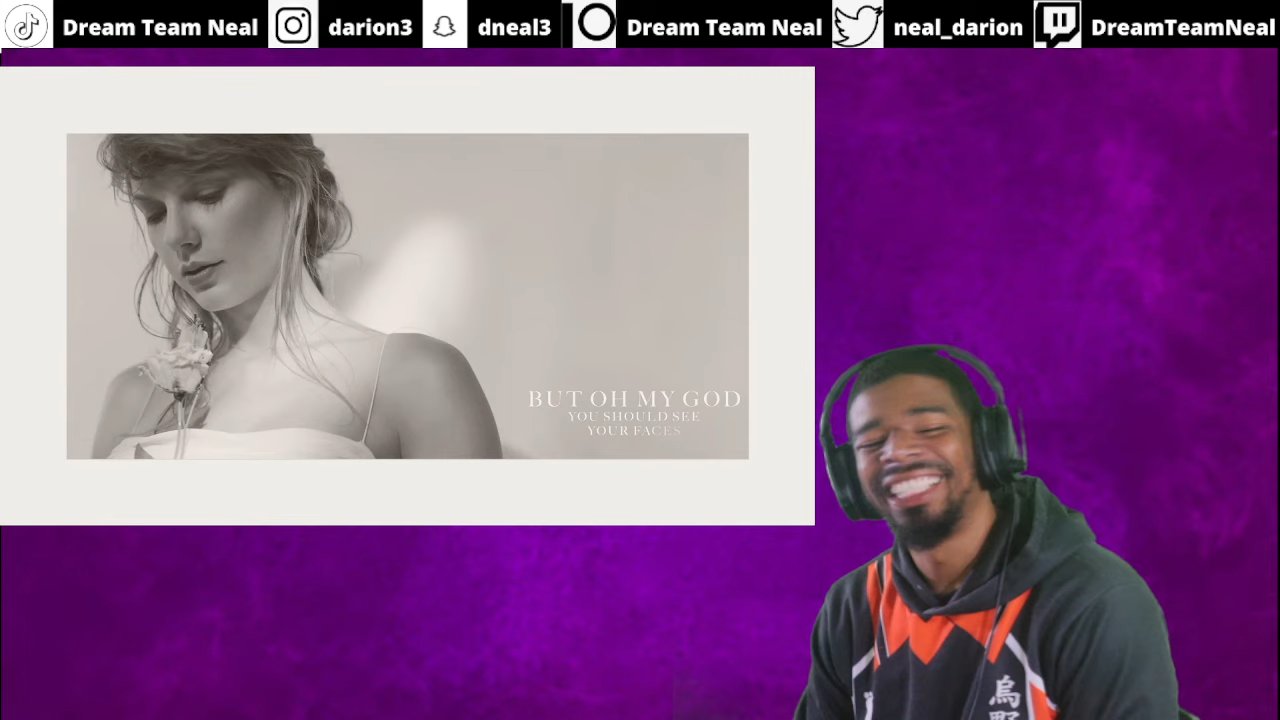 Dream Team Neal darion3 dneal3 Dream Team Neal neal_darion DreamTeamNeal
BUT OH MY GOD
YOU SHOULD SEE
YOUR FACES
烏
野